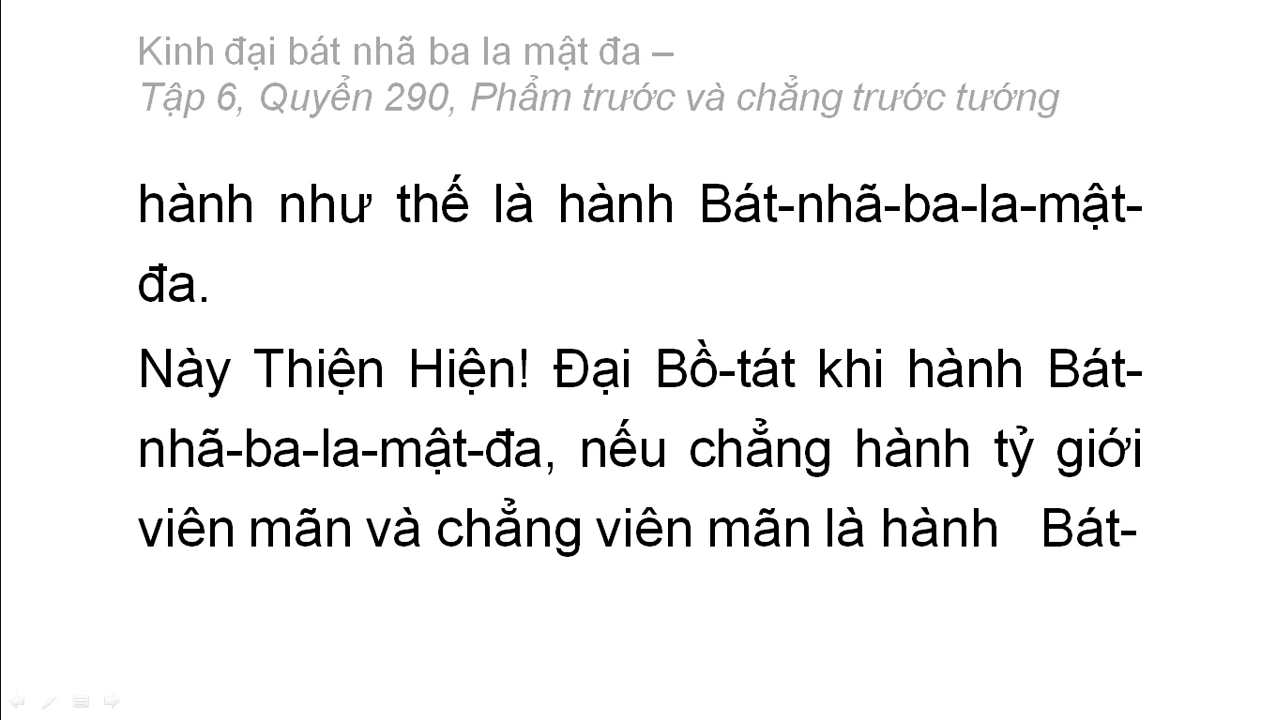 Kinh đại bát nhã ba la mật đa –
Tập 6, Quyển 290, Phẩm trước và chẳng trước tướng
hành như thế là hành Bát-nhã-ba-la-mật-
đa.
Này Thiện Hiện! Đại Bồ-tát khi hành Bát-
nhã-ba-la-mật-đa, nếu chẳng hành tỷ giới
viên mãn và chẳng viên mãn là hành Bát-